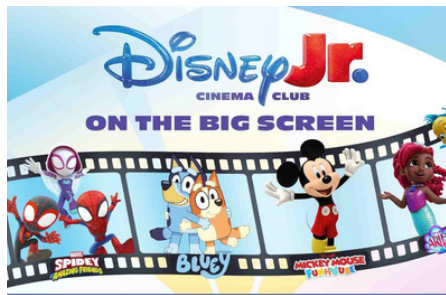 Disney Jr.
CINEMA CLUB
ON THE BIG SCREEN
SPIDEY
AMAZING FRIENDS
BLUEY
MICKEY MOUSE
FUNHOUSE